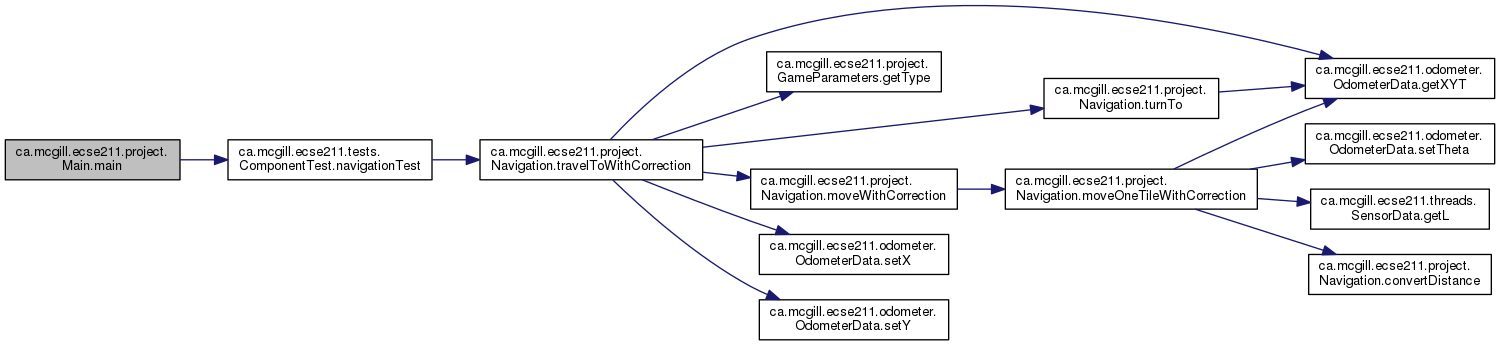 ca.mcgill.ecse211.project.
Main.main
ca.mcgill.ecse211.tests.
ComponentTest.navigationTest
ca.mcgill.ecse211.project.
Navigation.travelToWithCorrection
ca.mcgill.ecse211.project.
GameParameters.getType
ca.mcgill.ecse211.project.
Navigation.turnTo
ca.mcgill.ecse211.project.
Navigation.moveWithCorrection
ca.mcgill.ecse211.odometer.
OdometerData.setX
ca.mcgill.ecse211.odometer.
OdometerData.setY
ca.mcgill.ecse211.project.
Navigation.moveOneTileWithCorrection
ca.mcgill.ecse211.odometer.
OdometerData.getXYT
ca.mcgill.ecse211.odometer.
OdometerData.setTheta
ca.mcgill.ecse211.threads.
SensorData.getL
ca.mcgill.ecse211.project.
Navigation.convertDistance